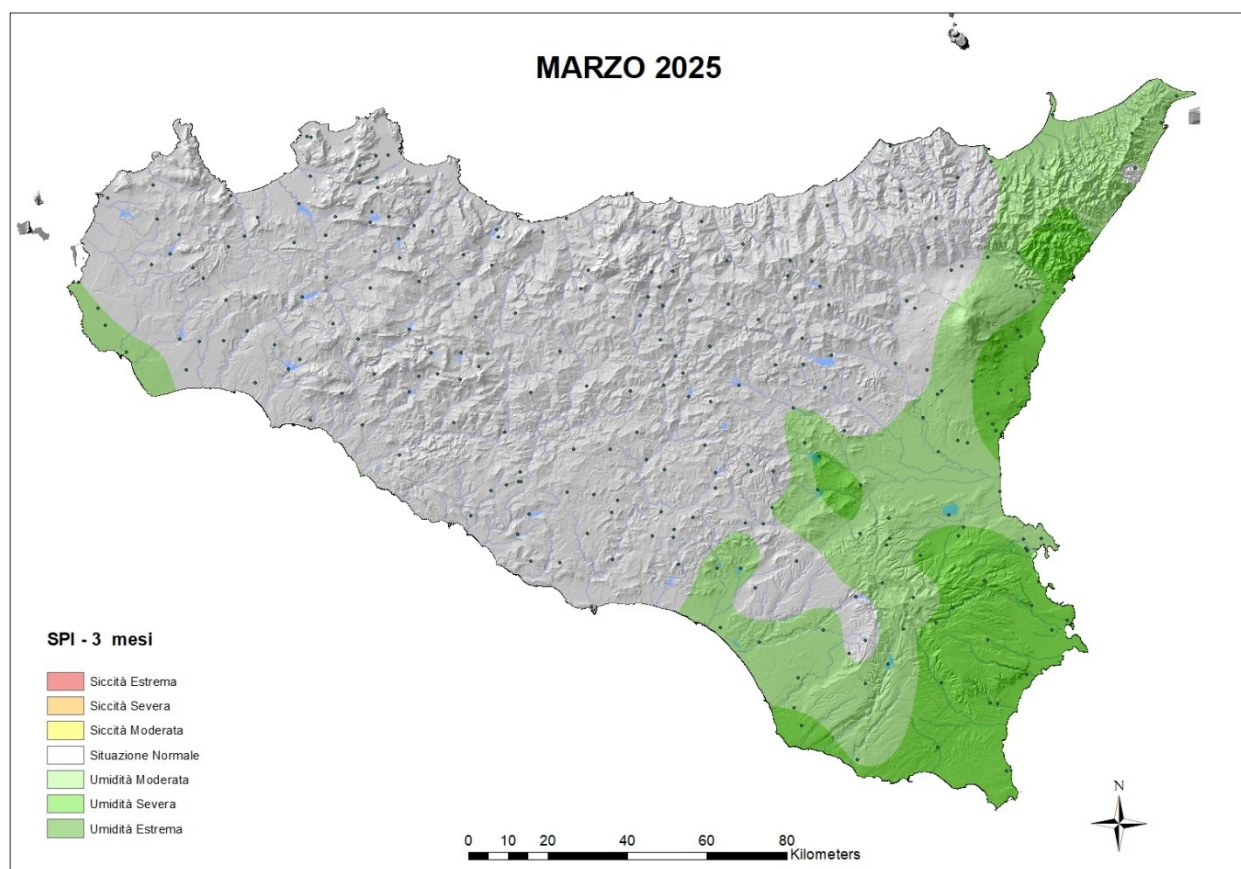 MARZO 2025
SPI - 3 mesi
Siccità Estrema
Siccità Severa
Siccità Moderata
Situazione Normale
Umidità Moderata
Umidità Severa
Umidità Estrema
N
0 10 20 40 60 80
Kilometers